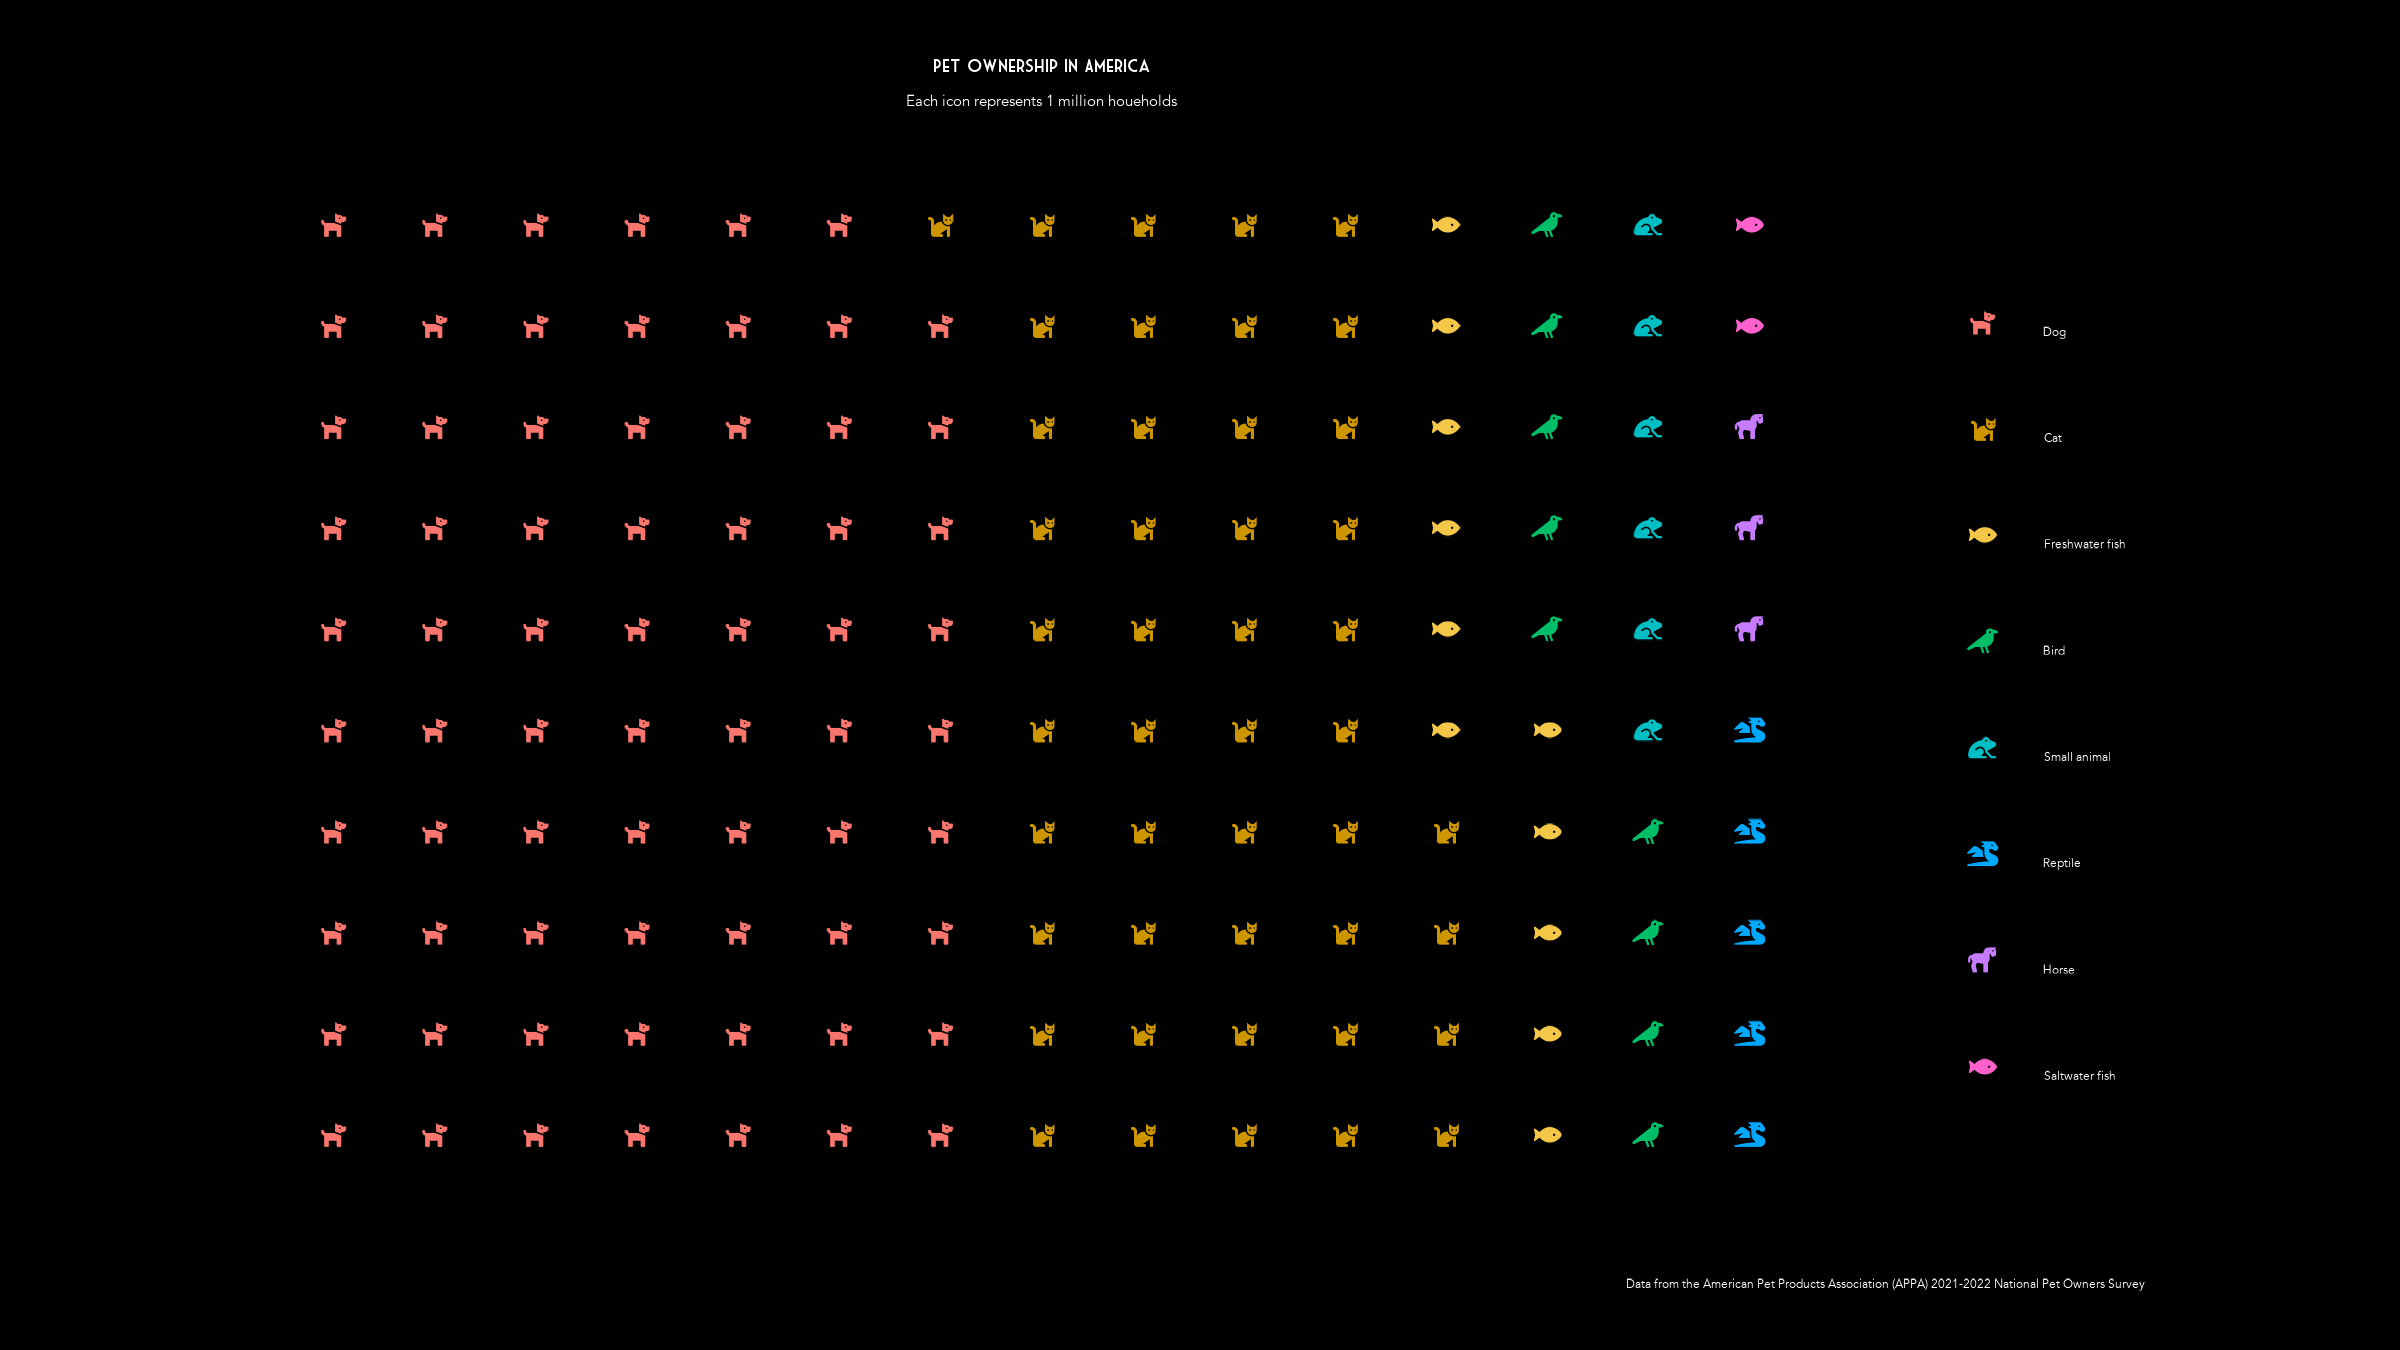 PET OWNERSHIP IN AMERICA
Each icon represents 1 million houeholds
Dog
Cat
Freshwater fish
Bird
Small animal
Reptile
Horse
Saltwater fish
Data from the American Pet Products Association (APPA) 2021-2022 National Pet Owners Survey